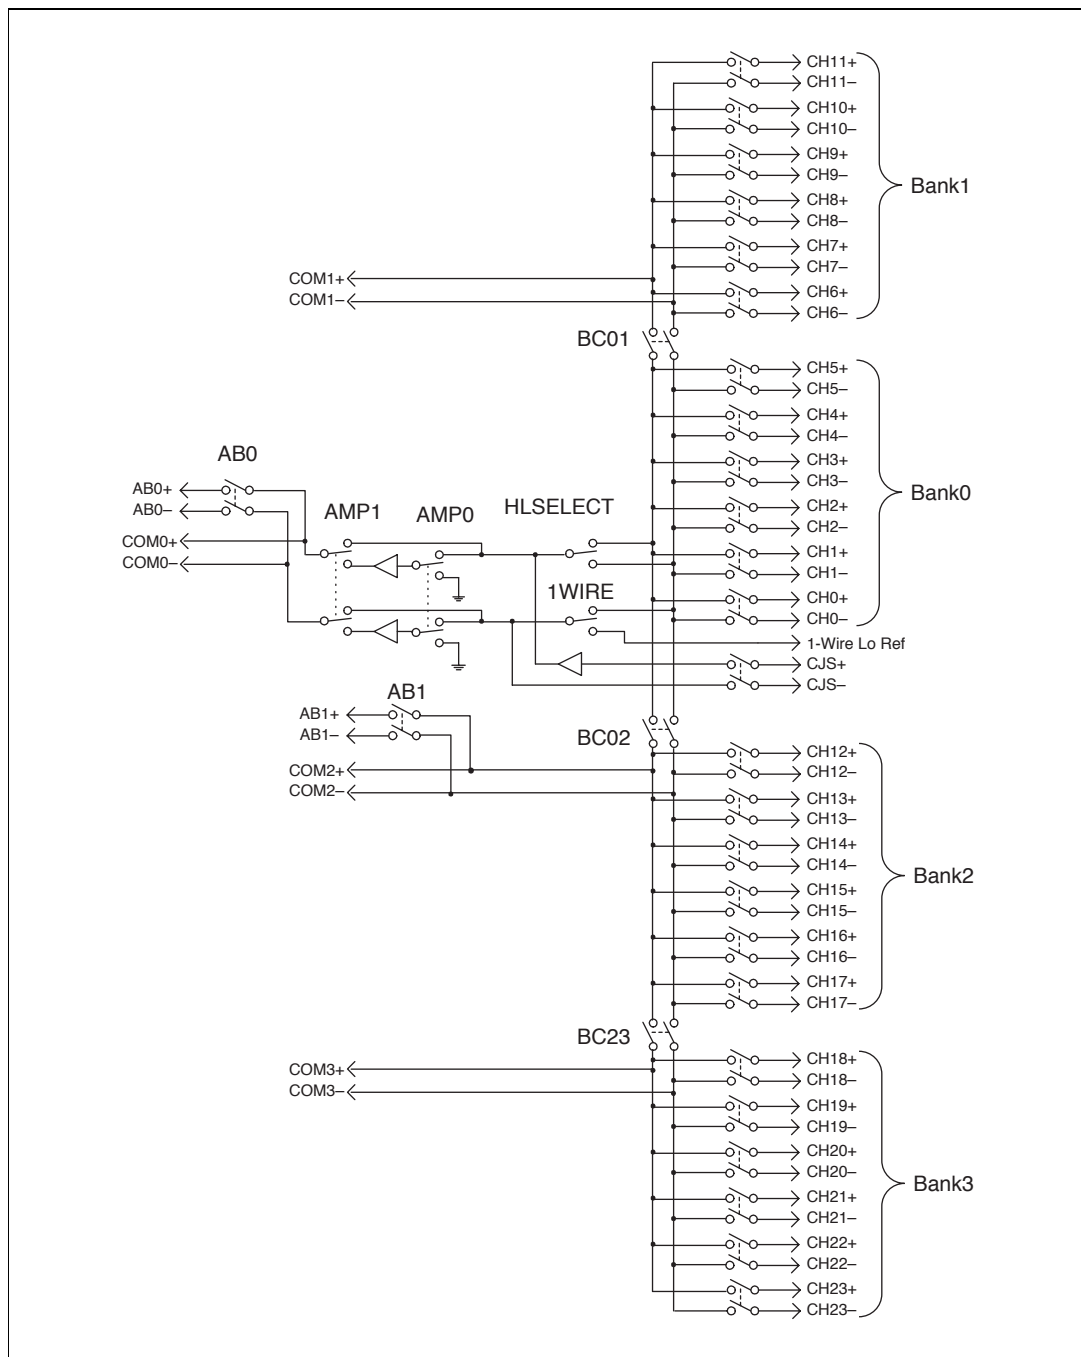 CH11+
CH11–
CH10+
CH10–
CH9+
CH9–
Bank1
CH8+
CH8–
CH7+
CH7–
COM1+
COM1–
CH6+
CH6–
BC01
CH5+
CH5–
CH4+
CH4–
AB0
CH3+
CH3–
AB0+
AB0–
Bank0
HLSELECT
AMP1
AMP0
CH2+
CH2–
COM0+
COM0–
CH1+
CH1–
1WIRE
CH0+
CH0–
1-Wire Lo Ref
CJS+
CJS–
AB1
AB1+
AB1–
BC02
CH12+
CH12–
COM2+
COM2–
CH13+
CH13–
CH14+
CH14–
Bank2
CH15+
CH15–
CH16+
CH16–
CH17+
CH17–
BC23
CH18+
CH18–
COM3+
COM3–
CH19+
CH19–
CH20+
CH20–
Bank3
CH21+
CH21–
CH22+
CH22–
CH23+
CH23–